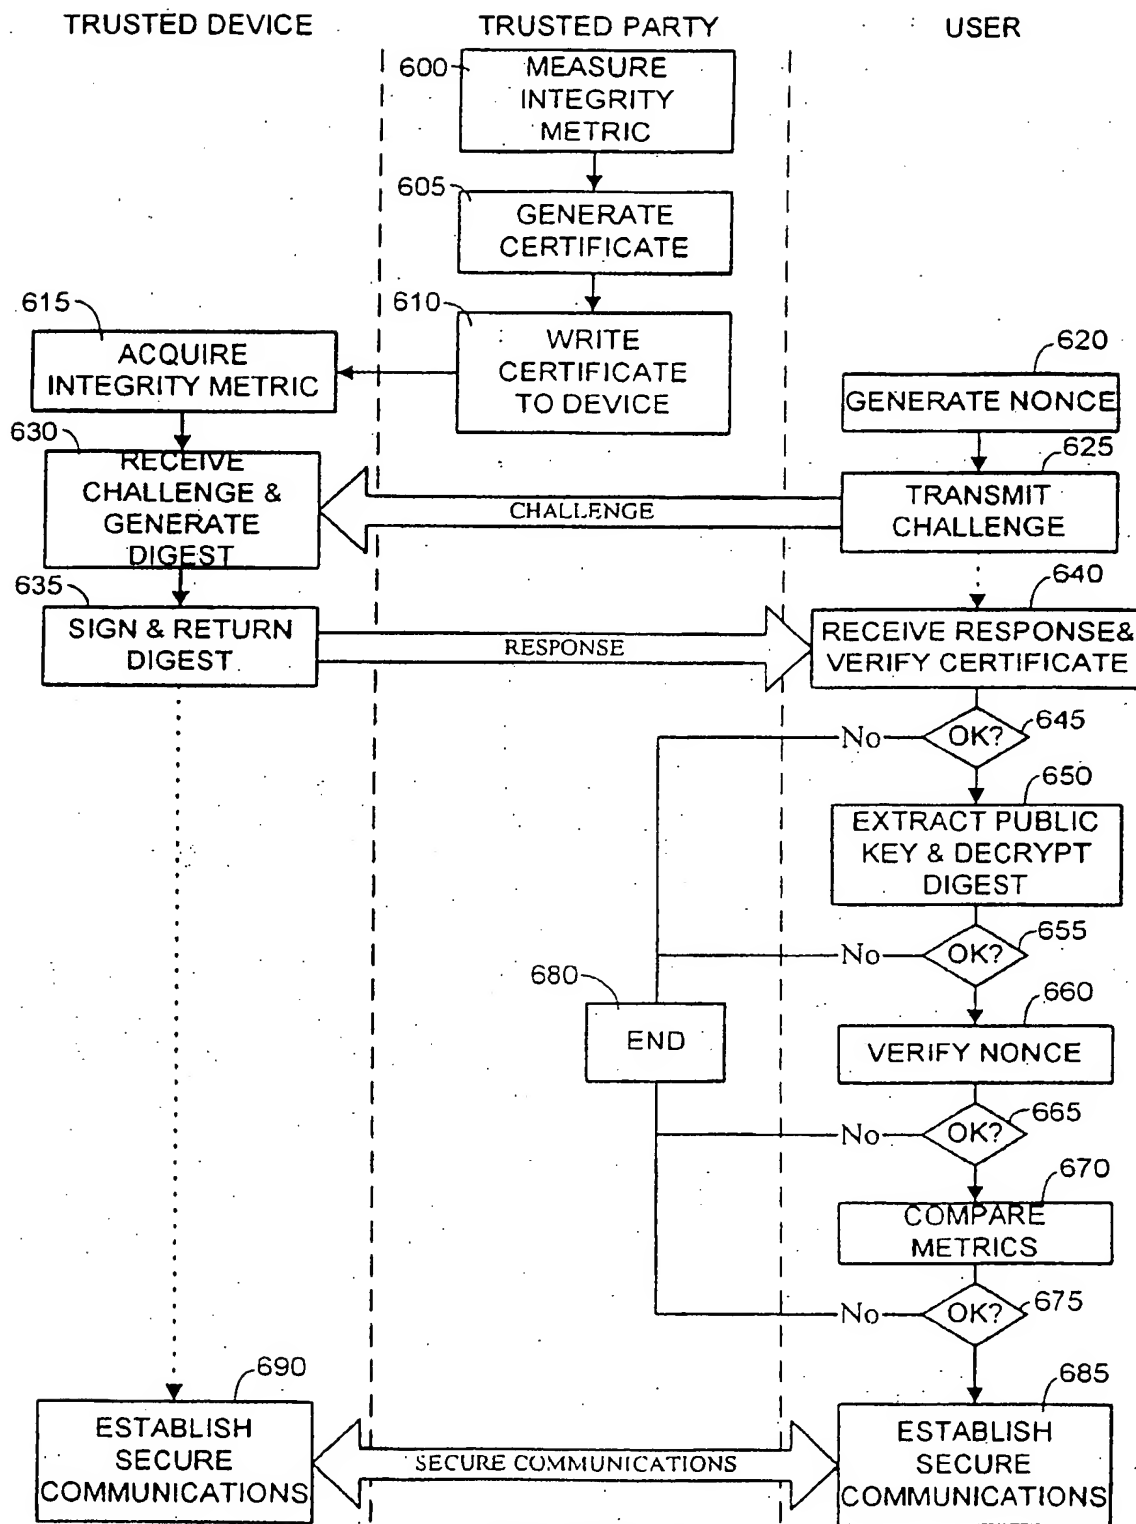 TRUSTED DEVICE
TRUSTED PARTY
USER
600
MEASURE
INTEGRITY
METRIC
605
GENERATE
CERTIFICATE
610
WRITE
CERTIFICATE
TO DEVICE
615
ACQUIRE
INTEGRITY METRIC
620
GENERATE NONCE
625
TRANSMIT
CHALLENGE
CHALLENGE
630
RECEIVE
CHALLENGE &
GENERATE
DIGEST
635
SIGN & RETURN
DIGEST
RESPONSE
640
RECEIVE RESPONSE&
VERIFY CERTIFICATE
645
OK?
No
650
EXTRACT PUBLIC
KEY & DECRYPT
DIGEST
655
OK?
No
680
END
660
VERIFY NONCE
665
OK?
No
670
COMPARE
METRICS
675
OK?
No
690
ESTABLISH
SECURE
COMMUNICATIONS
SECURE COMMUNICATIONS
685
ESTABLISH
SECURE
COMMUNICATIONS